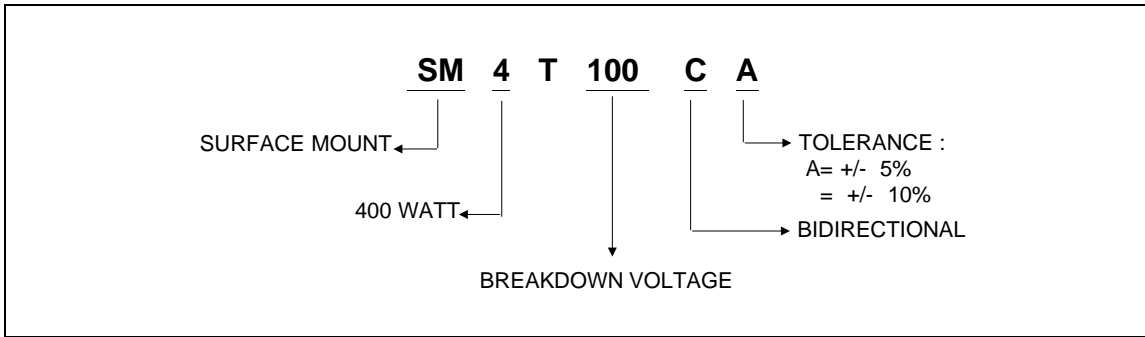 SM 4 T 100 C A
SURFACE MOUNT
TOLERANCE :
A= +/- 5%
= +/- 10%
400 WATT
BIDIRECTIONAL
BREAKDOWN VOLTAGE